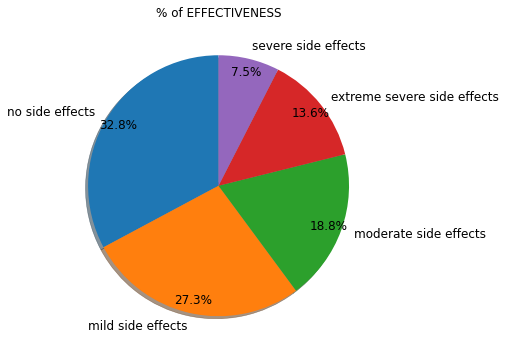 % of EFFECTIVENESS
severe side effects
7.5%
extreme severe side effects
13.6%
no side effects
32.8%
18.8%
moderate side effects
27.3%
mild side effects